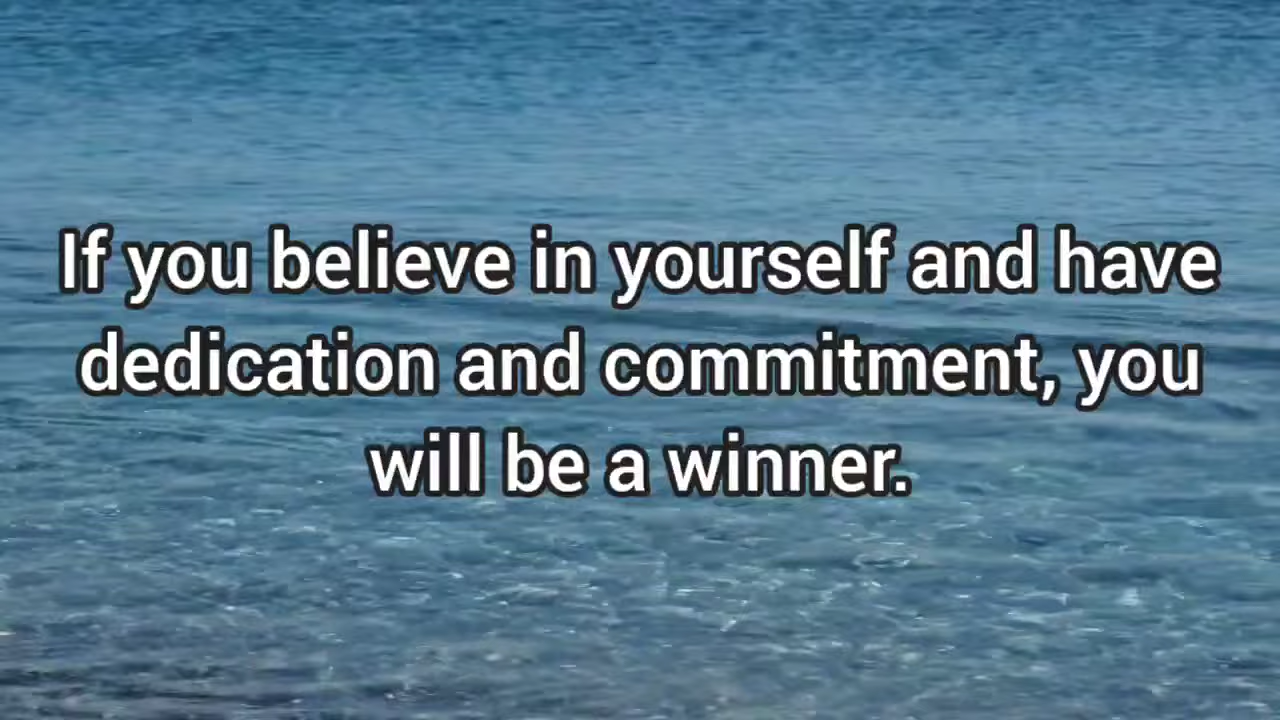 If you believe in yourself and have
dedication and commitment, you
will be a winner.